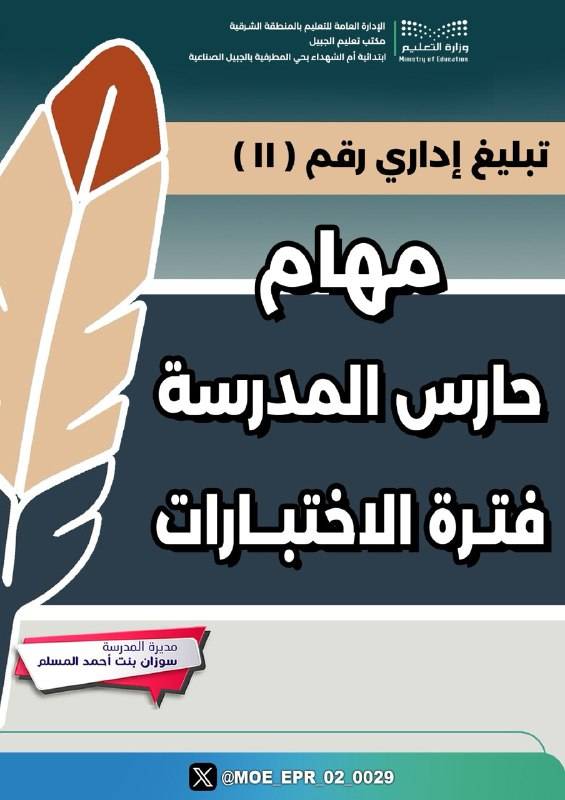 الإدارة العامة للتعليم بالمنطقة الشرقية
مكتب تعليم الجبيل
ابتدائية أم الشهداء بحي المطرفية بالجبيل الصناعية
وزارة التعليم
Ministry of Education
تبليغ إداري رقم ( 11 )
مهام
حارس المدرسة
فترة الاختبارات
مديرة المدرسة
سوزان بنت أحمد المسلم
@MOE_EPR_02_0029